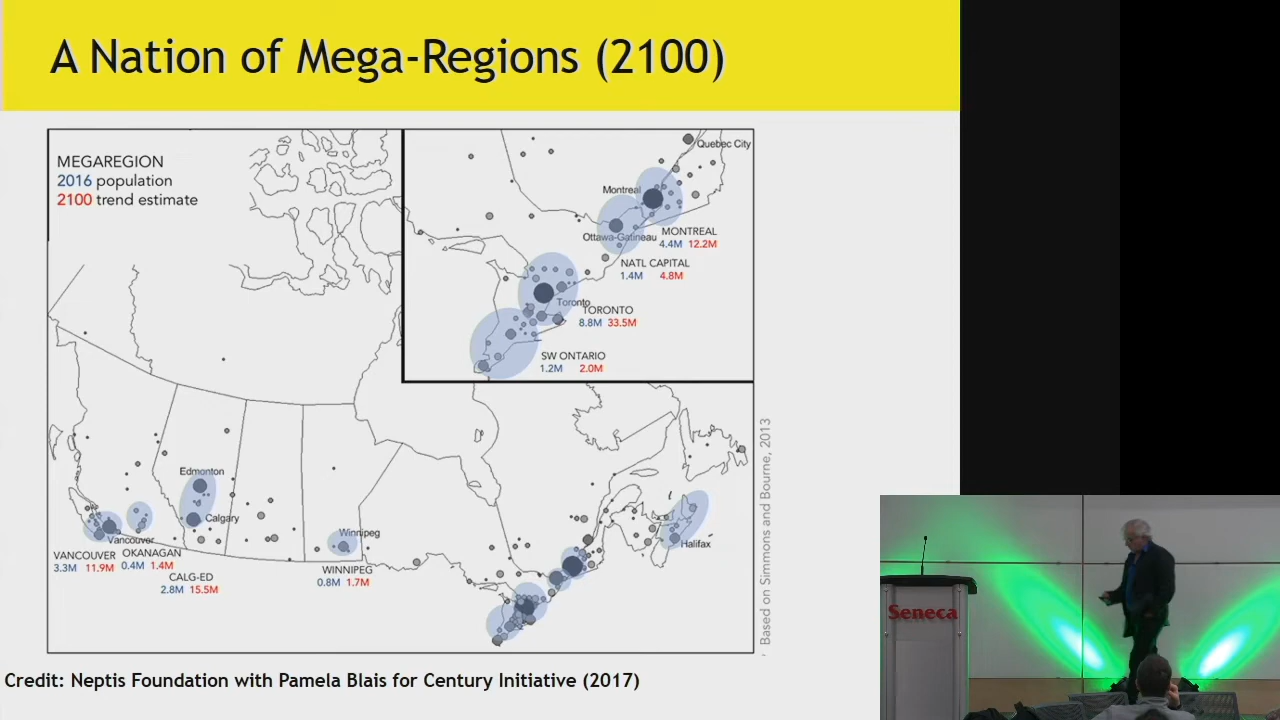 A Nation of Mega-Regions (2100)
MEGAREGION
2016 population
2100 trend estimate
Quebec City
Montreal
Ottawa-Gatineau
MONTREAL
4.4M 12.2M
NATL CAPITAL
1.4M 4.8M
Toronto
TORONTO
8.8M 33.5M
SW ONTARIO
1.2M 2.0M
Edmonton
Calgary
Vancouver
Winnipeg
Halifax
VANCOUVER OKANAGAN
3.3M 11.9M 0.4M 1.4M
CALG-ED
2.8M 15.5M
WINNIPEG
0.8M 1.7M
Based on Simmons and Bourne, 2013
Credit: Neptis Foundation with Pamela Blais for Century Initiative (2017)
Seneca